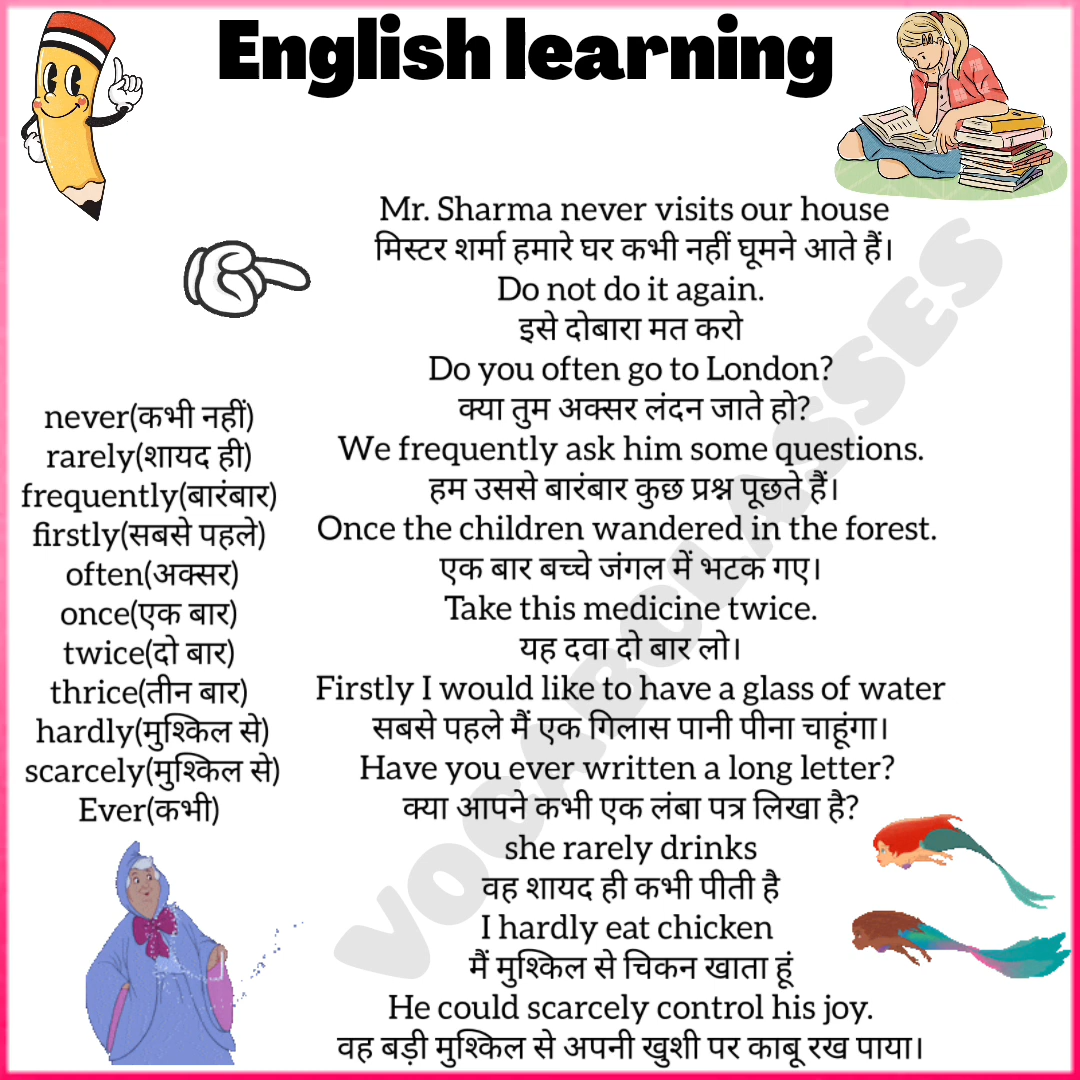 English learning
Mr. Sharma never visits our house
मिस्टर शर्मा हमारे घर कभी नहीं घूमने आते हैं।
Do not do it again.
इसे दोबारा मत करो
Do you often go to London?
क्या तुम अक्सर लंदन जाते हो?
We frequently ask him some questions.
हम उससे बारंबार कुछ प्रश्न पूछते हैं।
Once the children wandered in the forest.
एक बार बच्चे जंगल में भटक गए।
Take this medicine twice.
यह दवा दो बार लो।
Firstly I would like to have a glass of water
सबसे पहले मैं एक गिलास पानी पीना चाहूंगा।
Have you ever written a long letter?
क्या आपने कभी एक लंबा पत्र लिखा है?
she rarely drinks
वह शायद ही कभी पीती है
I hardly eat chicken
मैं मुश्किल से चिकन खाता हूं
He could scarcely control his joy.
वह बड़ी मुश्किल से अपनी खुशी पर काबू रख पाया।
never(कभी नहीं)
rarely(शायद ही)
frequently(बारंबार)
firstly(सबसे पहले)
often(अक्सर)
once(एक बार)
twice(दो बार)
thrice(तीन बार)
hardly(मुश्किल से)
scarcely(मुश्किल से)
Ever(कभी)
VOCABCLASSES